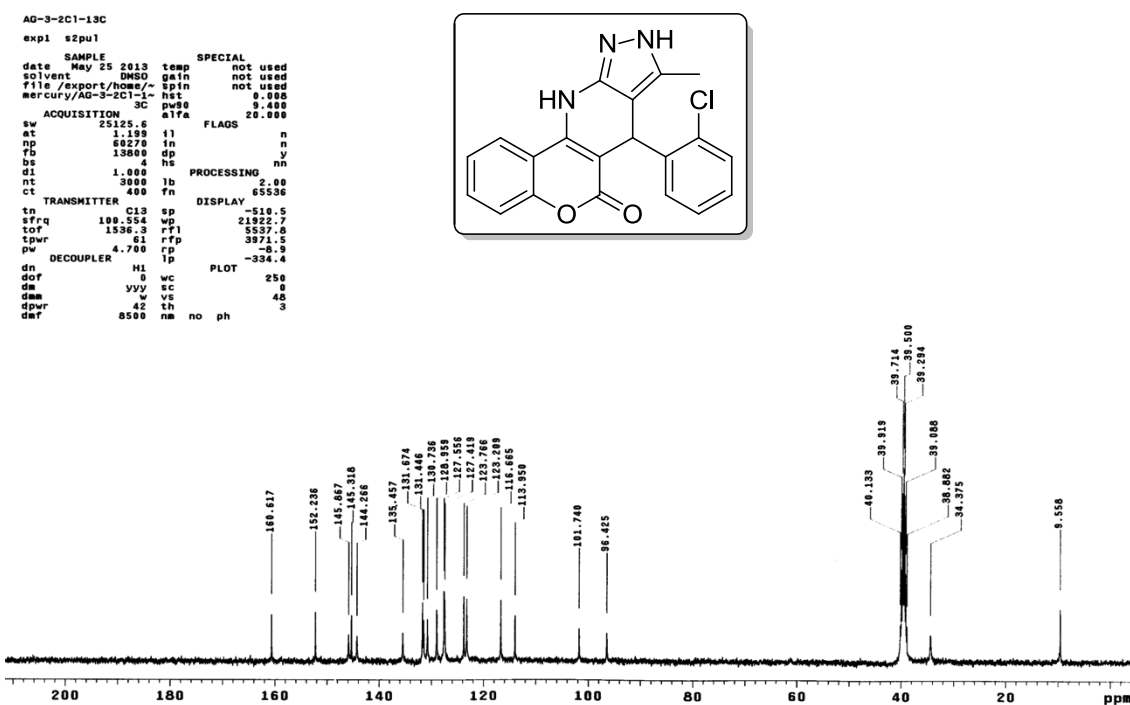 AG-3-2Cl-13C
exp1 s2pul
SAMPLE SPECIAL
date May 25 2013 temp not used
solvent DMSO gain not used
file /export/home/~ spin not used
mercury/AG-3-2Cl-1~ hst 0.008
3C pw90 9.400
ACQUISITION alfa 20.000
sw 25125.6 FLAGS
at 1.199 il n
np 60270 in n
fb 13800 dp y
bs 4 hs nn
d1 1.000 PROCESSING
nt 3000 lb 2.00
ct 400 fn 65536
TRANSMITTER DISPLAY
tn C13 sp -510.5
sfrq 100.554 wp 21922.7
tof 1536.3 rfl 5537.8
tpwr 61 rfp 3971.5
pw 4.700 rp -8.9
DECOUPLER lp -334.4
dn H1 PLOT
dof 0 wc 250
dm yyy sc 0
dmm w vs 48
dpwr 42 th 3
dmf 8500 nm no ph
N NH
HN
Cl
O O
160.617
152.236
145.867
145.318
144.266
135.457
131.674
131.446
130.736
128.959
127.556
127.419
123.766
123.209
116.665
113.950
101.740
96.425
40.133
39.919
39.714
39.500
39.294
39.088
38.882
34.375
9.558
200 180 160 140 120 100 80 60 40 20 ppm